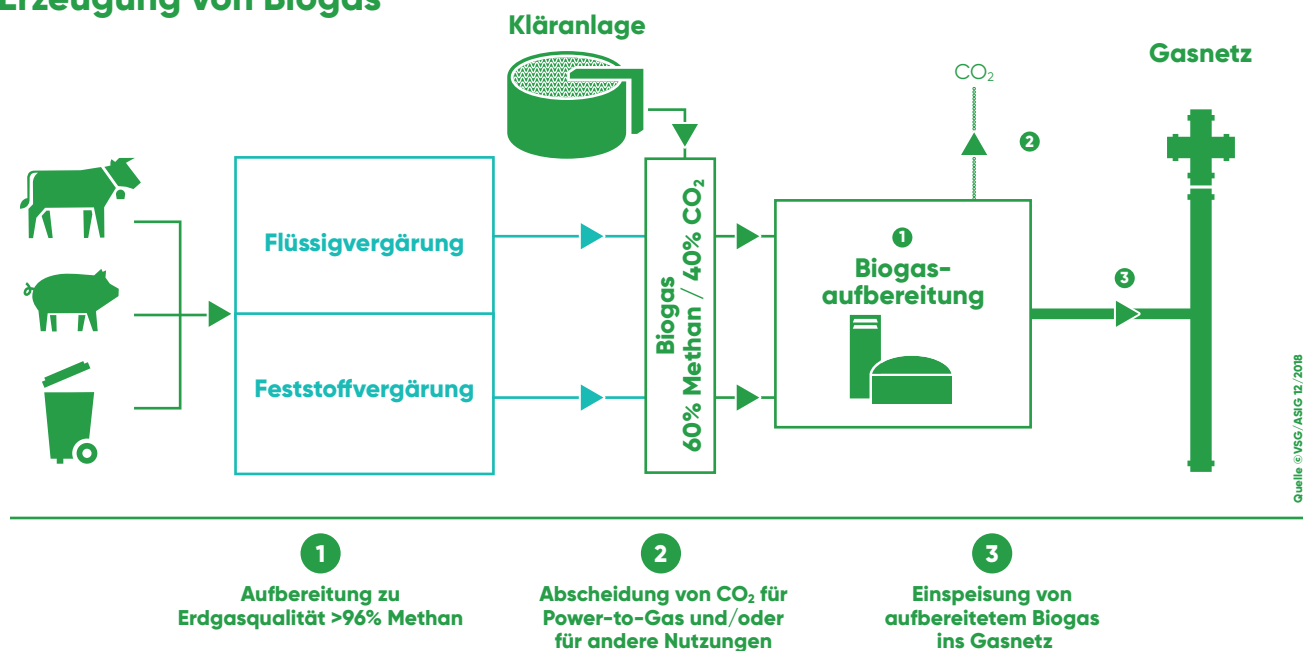 Erzeugung von Biogas
Kläranlage
Gasnetz
CO₂
2
Flüssigvergärung
Feststoffvergärung
Biogas
60% Methan / 40% CO₂
1
Biogas-
aufbereitung
3
Quelle ©VSG/ASIG 12/2018
1
Aufbereitung zu
Erdgasqualität >96% Methan
2
Abscheidung von CO₂ für
Power-to-Gas und/oder
für andere Nutzungen
3
Einspeisung von
aufbereitetem Biogas
ins Gasnetz